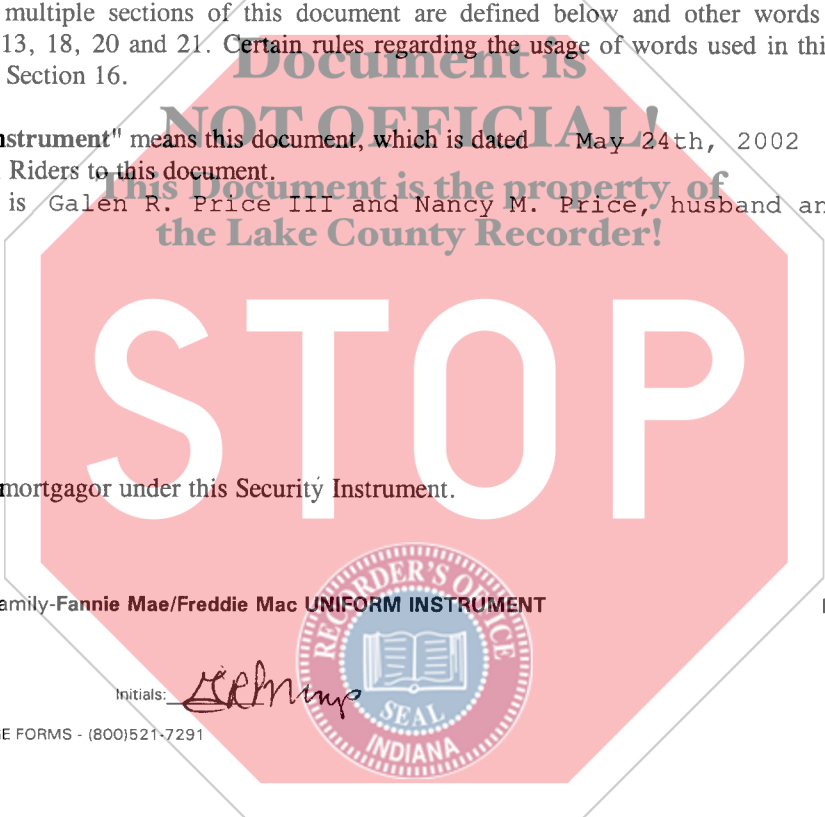 multiple sections of this document are defined below and other words
13, 18, 20 and 21. Certain rules regarding the usage of words used in thi
Section 16.
Document is
NOT OFFICIAL!
This Document is the property of
the Lake County Recorder!
nstrument" means this document, which is dated May 24th, 2002
Riders to this document.
is Galen R. Price III and Nancy M. Price, husband an
STOP
mortgagor under this Security Instrument.
amily-Fannie Mae/Freddie Mac UNIFORM INSTRUMENT
RECORDER'S OFFICE
SEAL
INDIANA
Initials:
E FORMS - (800)521-7291